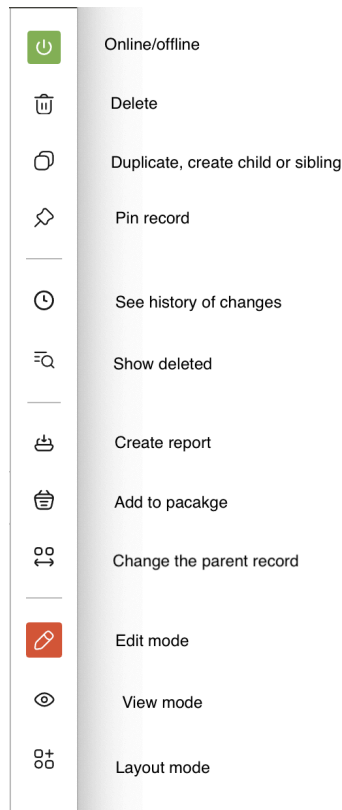 Online/offline
Delete
Duplicate, create child or sibling
Pin record
See history of changes
Show deleted
Create report
Add to pacakge
Change the parent record
Edit mode
View mode
Layout mode